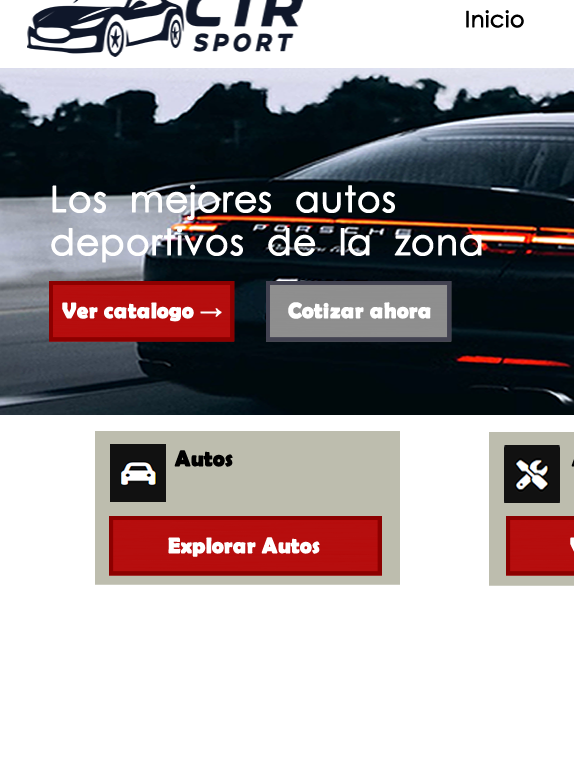 CTR
SPORT
Inicio
Los mejores autos
deportivos de la zona
PORSCHE
Ver catalogo →
Cotizar ahora
Autos
Explorar Autos